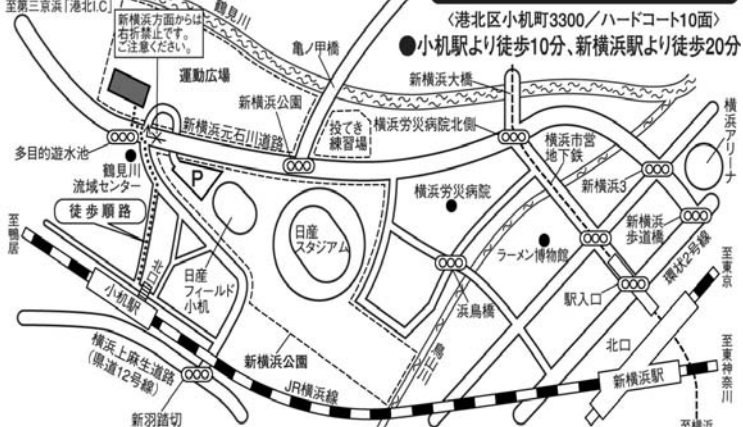 至第三京浜「港北I.C」
新横浜方面からは
右折禁止です。
ご注意ください。
鶴見川
〈港北区小机町3300／ハードコート10面〉
●小机駅より徒歩10分、新横浜駅より徒歩20分
亀ノ甲橋
運動広場
新横浜大橋
新横浜公園
新横浜元石川道路
投てき
練習場
横浜労災病院北側
横浜市営
地下鉄
横浜アリーナ
多目的遊水池
鶴見川
流域センター
P
横浜労災病院
新横浜3
徒歩順路
至鴨居
日産
スタジアム
ラーメン博物館
新横浜
歩道橋
環状2号線
至東京
北口
日産
フィールド
小机
浜鳥橋
駅入口
小机駅
鳥山川
北口
至東神奈川
横浜上麻生道路
(県道12号線)
新横浜公園
JR横浜線
新横浜駅
新羽踏切
至横浜